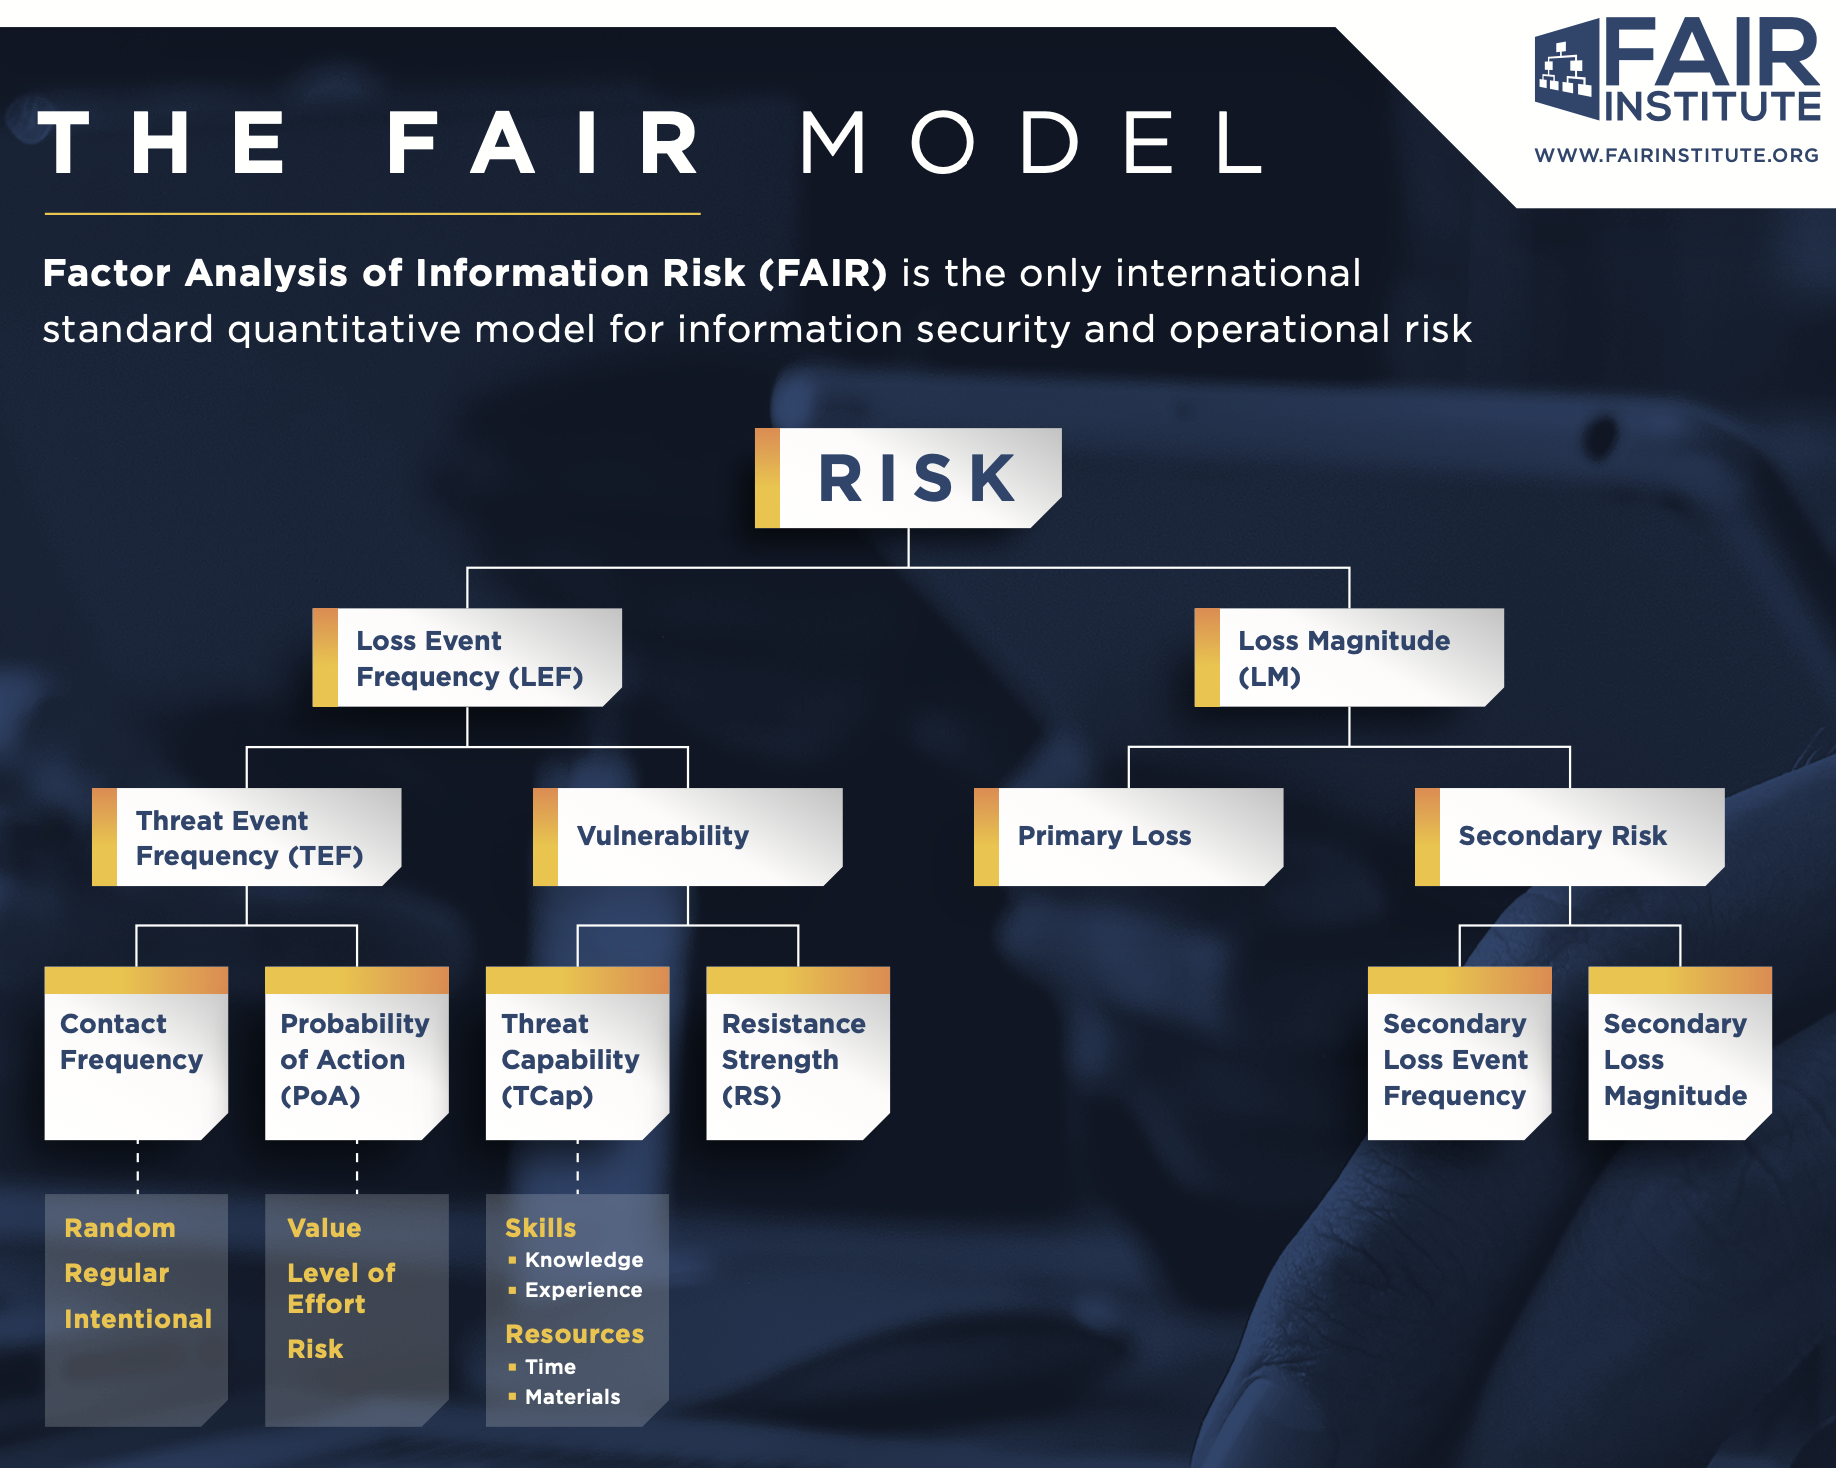 FAIR
INSTITUTE
WWW.FAIRINSTITUTE.ORG
THE FAIR MODEL
Factor Analysis of Information Risk (FAIR) is the only international
standard quantitative model for information security and operational risk
RISK
Loss Event
Frequency (LEF)
Loss Magnitude
(LM)
Threat Event
Frequency (TEF)
Vulnerability
Primary Loss
Secondary Risk
Contact
Frequency
Probability
of Action
(PoA)
Threat
Capability
(TCap)
Resistance
Strength
(RS)
Secondary
Loss Event
Frequency
Secondary
Loss
Magnitude
Random
Regular
Intentional
Value
Level of
Effort
Risk
Skills
▪ Knowledge
▪ Experience
Resources
▪ Time
▪ Materials